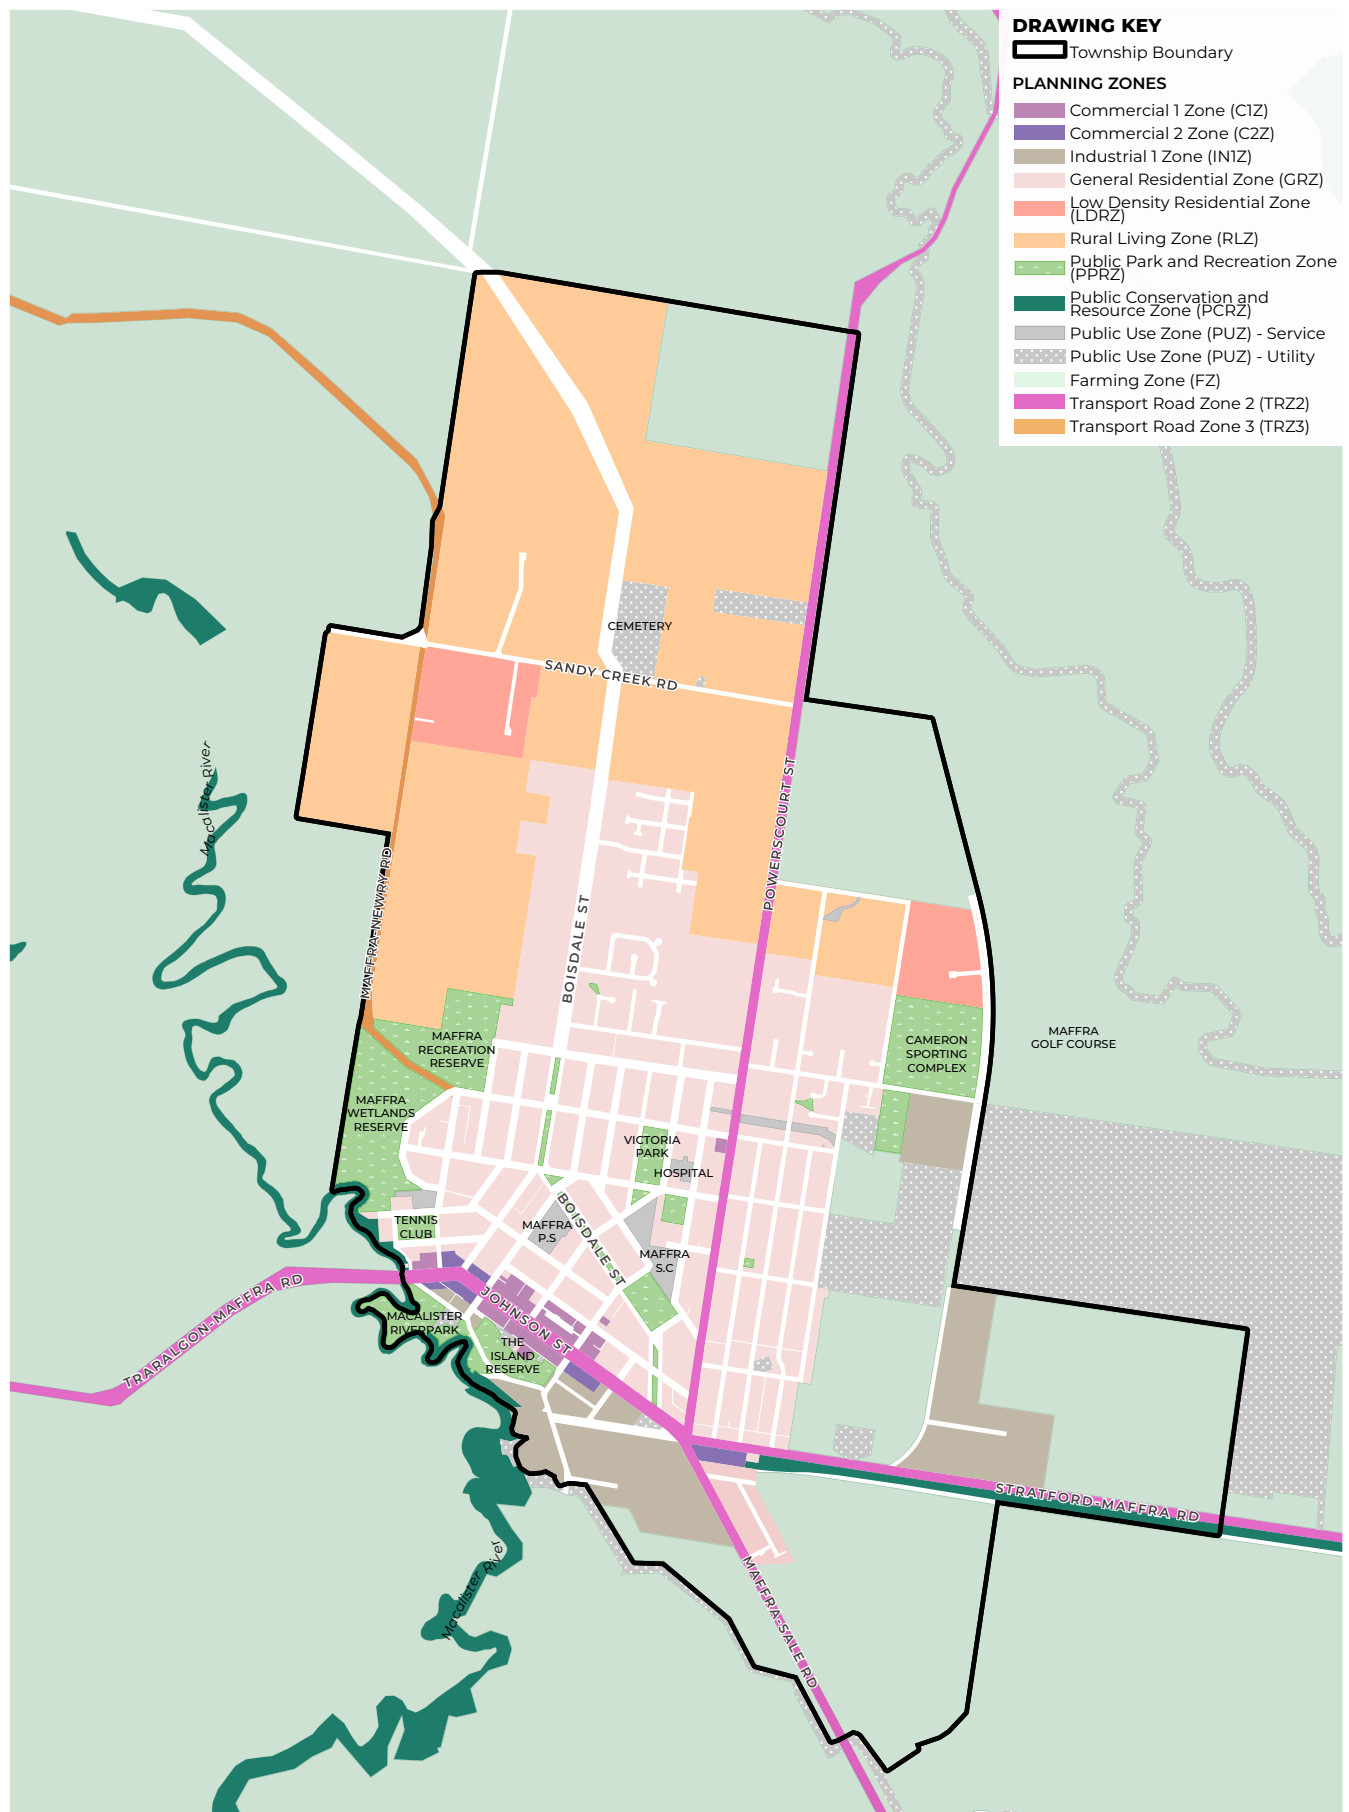 DRAWING KEY
Township Boundary
PLANNING ZONES
Commercial 1 Zone (C1Z)
Commercial 2 Zone (C2Z)
Industrial 1 Zone (IN1Z)
General Residential Zone (GRZ)
Low Density Residential Zone
(LDRZ)
Rural Living Zone (RLZ)
Public Park and Recreation Zone
(PPRZ)
Public Conservation and
Resource Zone (PCRZ)
Public Use Zone (PUZ) - Service
Public Use Zone (PUZ) - Utility
Farming Zone (FZ)
Transport Road Zone 2 (TRZ2)
Transport Road Zone 3 (TRZ3)
CEMETERY
SANDY CREEK RD
Macalister River
POWERSCOURT ST
MAFFRA-NEWRY RD
BOISDALE ST
MAFFRA
RECREATION
RESERVE
CAMERON
SPORTING
COMPLEX
MAFFRA
GOLF COURSE
MAFFRA
WETLANDS
RESERVE
VICTORIA
PARK
HOSPITAL
TENNIS
CLUB
MAFFRA
P.S
BOISDALE ST
MAFFRA
S.C
TRARALGON-MAFFRA RD
JOHNSON ST
MACALISTER
RIVERPARK
THE
ISLAND
RESERVE
STRATFORD-MAFFRA RD
Macalister River
MAFFRA-SALE RD